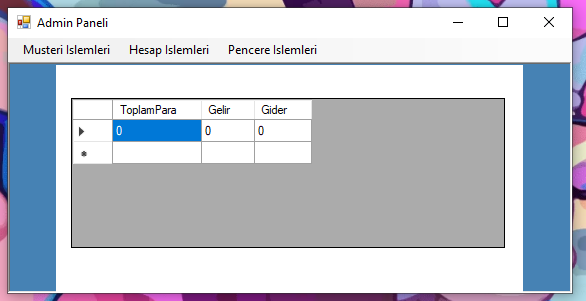 Admin Paneli
Musteri Islemleri Hesap Islemleri Pencere Islemleri
ToplamPara Gelir Gider
0 0 0